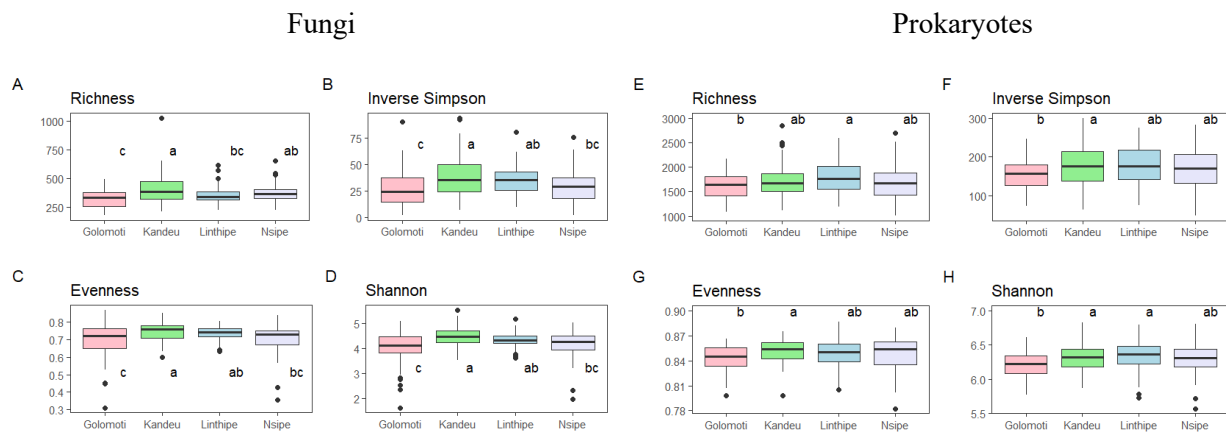 Fungi
Prokaryotes
A
Richness
1000
750
500
250
c
a
bc
ab
Golomoti Kandeu Linthipe Nsipe
B
Inverse Simpson
75
50
25
0
c
a
ab
bc
Golomoti Kandeu Linthipe Nsipe
E
Richness
3000
2500
2000
1500
1000
b
ab
a
ab
Golomoti Kandeu Linthipe Nsipe
F
Inverse Simpson
300
200
100
b
a
a
ab
Golomoti Kandeu Linthipe Nsipe
C
Evenness
0.8
0.7
0.6
0.5
0.4
0.3
c
a
ab
bc
Golomoti Kandeu Linthipe Nsipe
D
Shannon
5
4
3
2
c
a
ab
bc
Golomoti Kandeu Linthipe Nsipe
G
Evenness
0.90
0.87
0.84
0.81
0.78
b
a
ab
ab
Golomoti Kandeu Linthipe Nsipe
H
Shannon
7.0
6.5
6.0
5.5
b
a
a
ab
Golomoti Kandeu Linthipe Nsipe